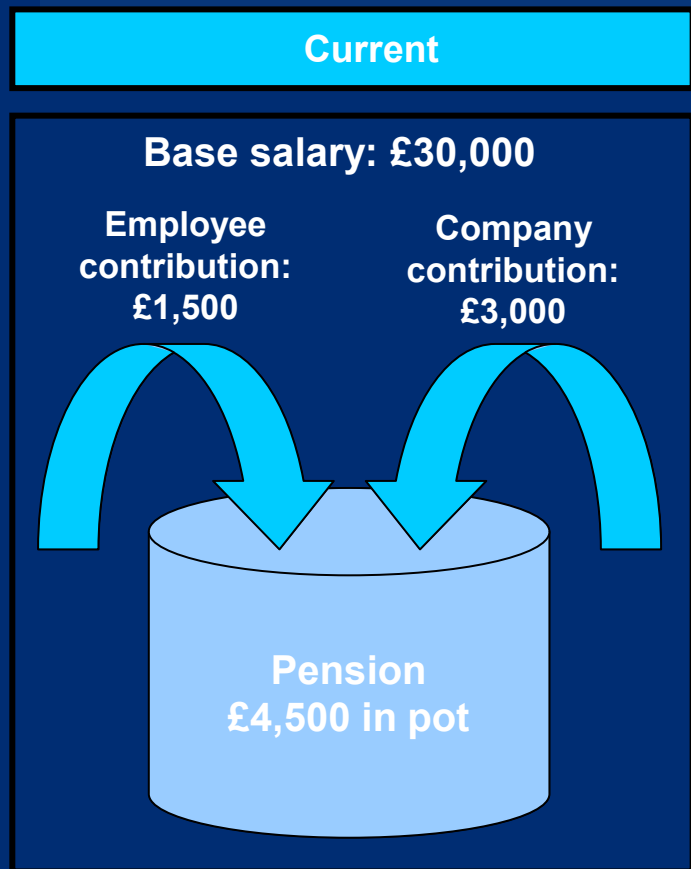 Current
Base salary: £30,000
Employee
contribution:
£1,500
Company
contribution:
£3,000
Pension
£4,500 in pot